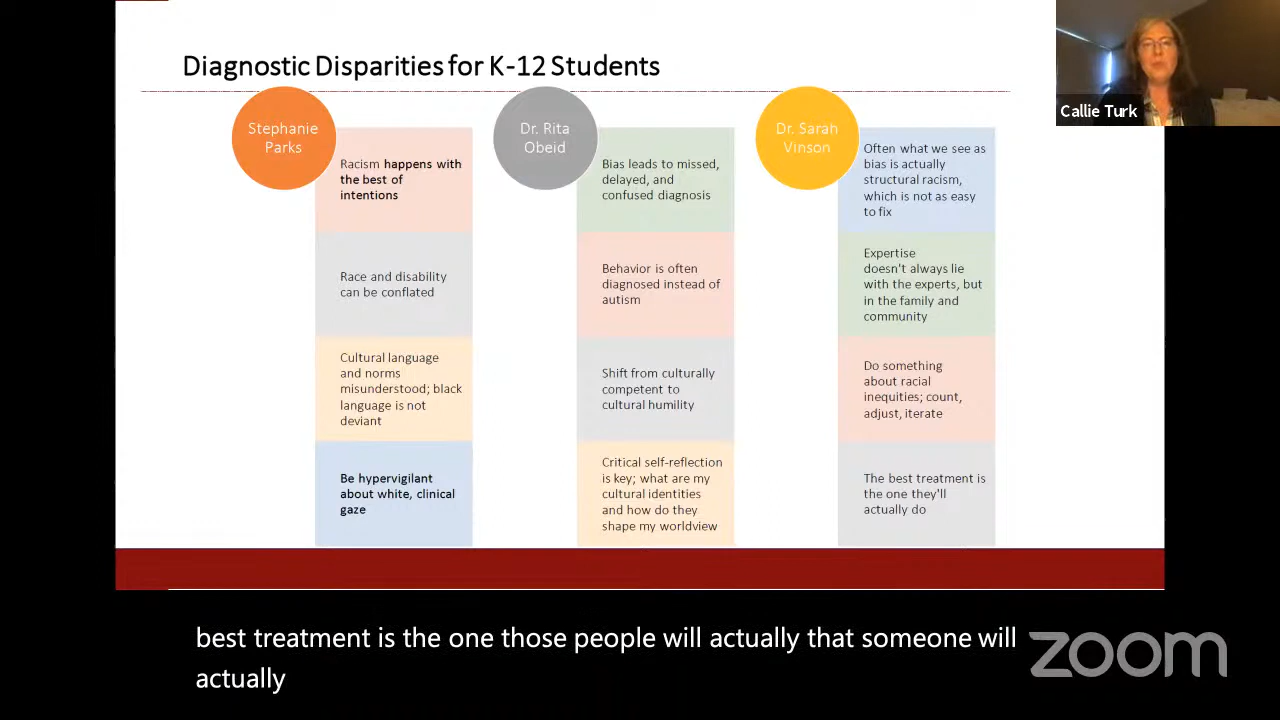 Diagnostic Disparities for K-12 Students
Callie Turk
Stephanie
Parks
Racism happens with
the best of
intentions
Race and disability
can be conflated
Cultural language
and norms
misunderstood; black
language is not
deviant
Be hypervigilant
about white, clinical
gaze
Dr. Rita
Obeid
Bias leads to missed,
delayed, and
confused diagnosis
Behavior is often
diagnosed instead of
autism
Shift from culturally
competent to
cultural humility
Critical self-reflection
is key; what are my
cultural identities
and how do they
shape my worldview
Dr. Sarah
Vinson
Often what we see as
bias is actually
structural racism,
which is not as easy
to fix
Expertise
doesn't always lie
with the experts, but
in the family and
community
Do something
about racial
inequities; count,
adjust, iterate
The best treatment is
the one they'll
actually do
best treatment is the one those people will actually that someone will
actually
zoom